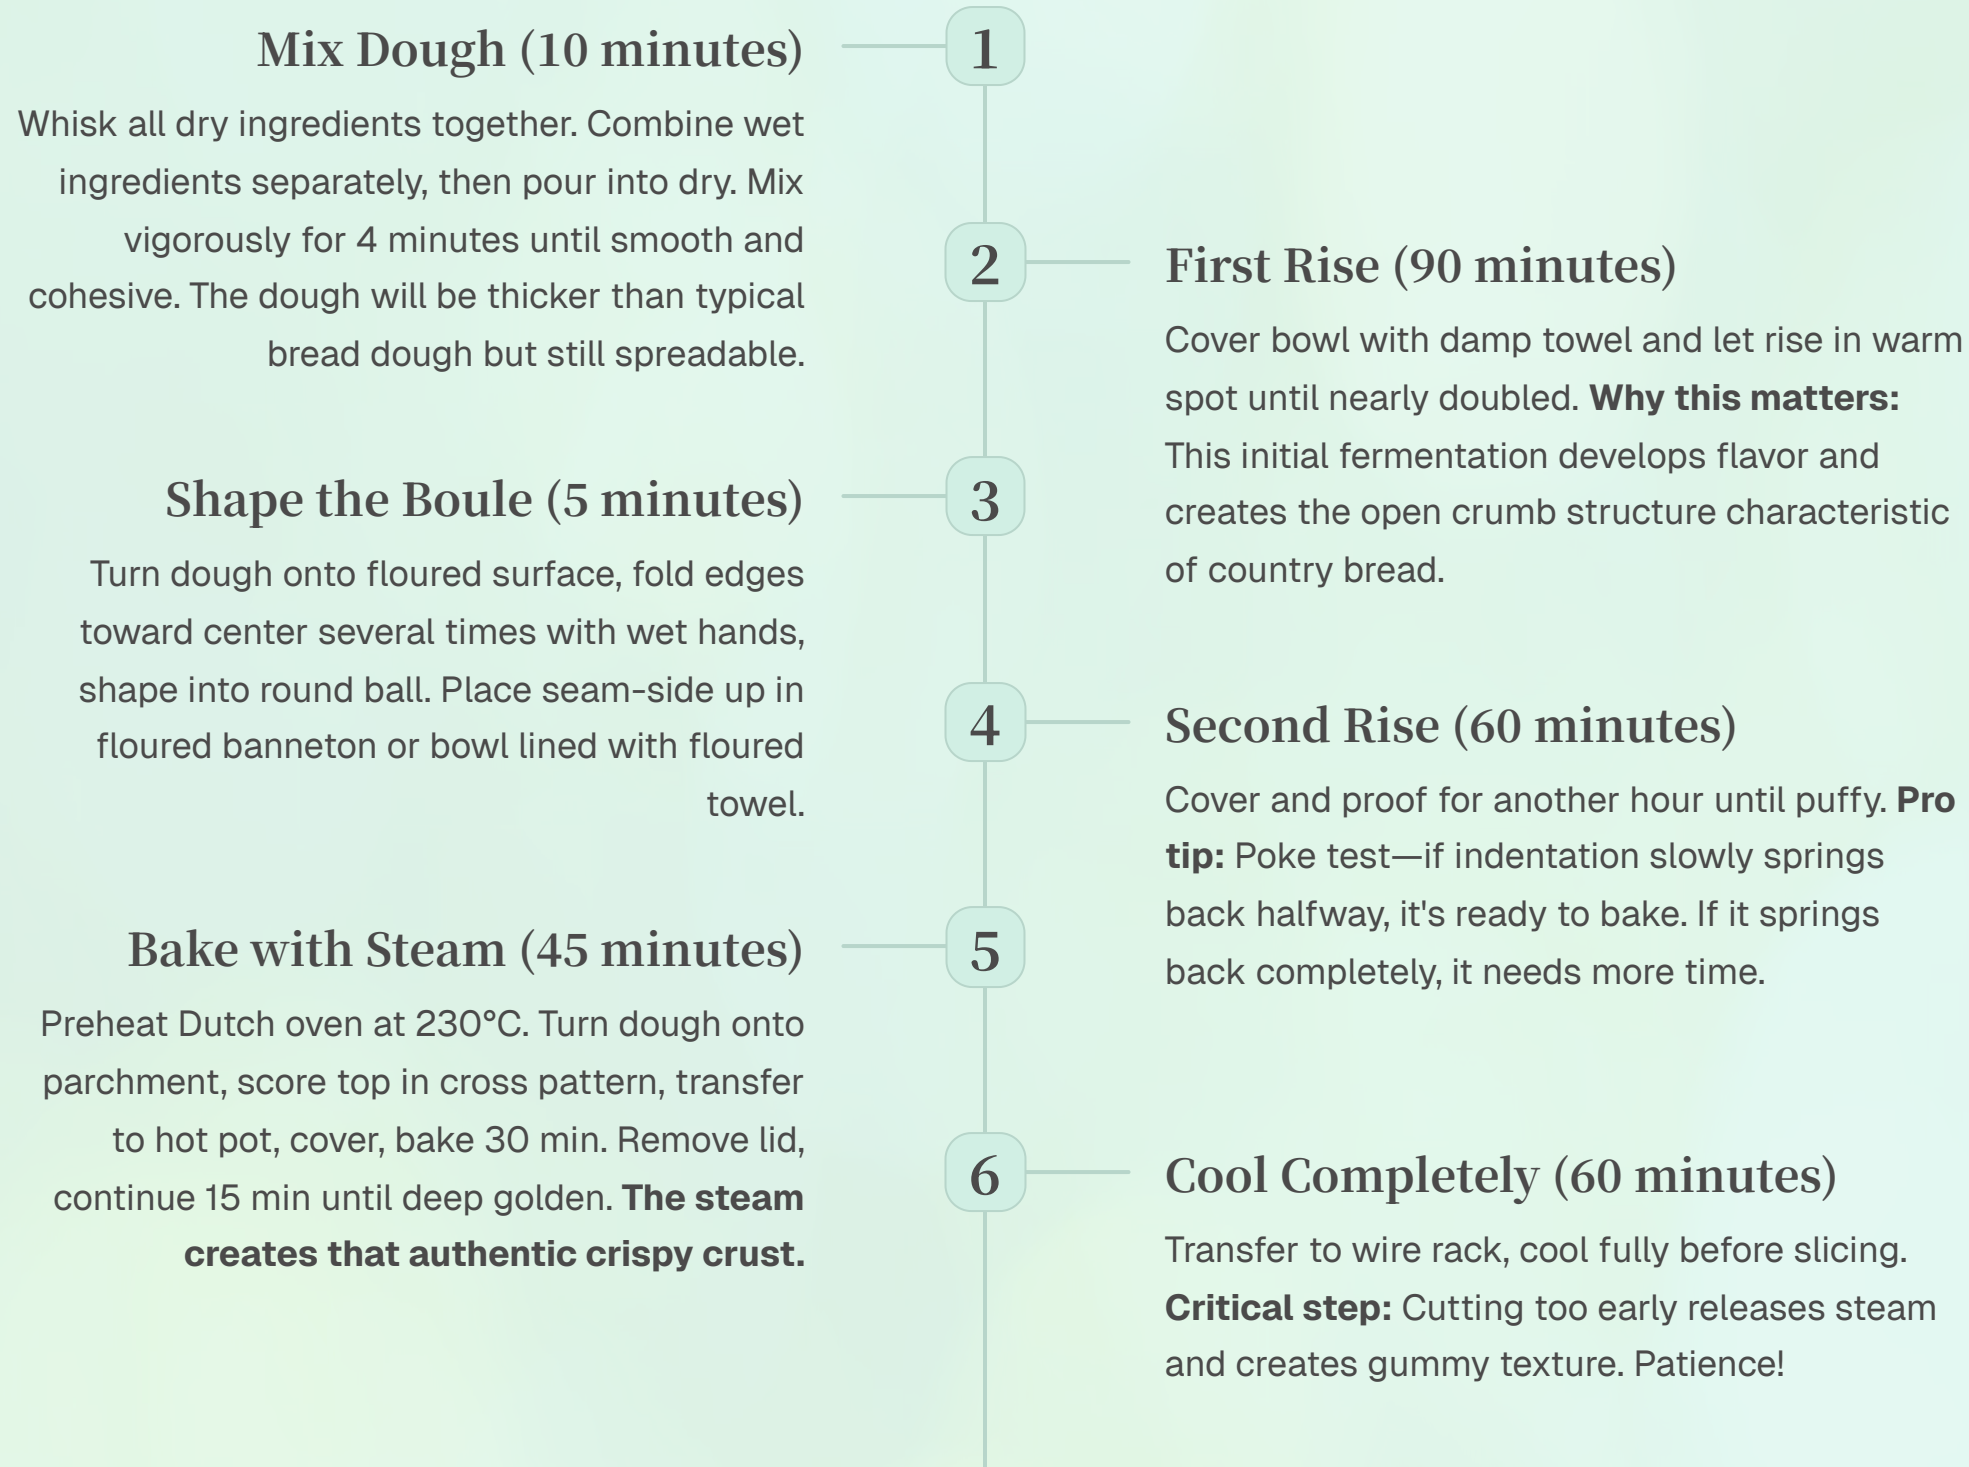 Mix Dough (10 minutes)
1
Whisk all dry ingredients together. Combine wet
ingredients separately, then pour into dry. Mix
vigorously for 4 minutes until smooth and
cohesive. The dough will be thicker than typical
bread dough but still spreadable.
2
First Rise (90 minutes)
Cover bowl with damp towel and let rise in warm
spot until nearly doubled. Why this matters:
This initial fermentation develops flavor and
creates the open crumb structure characteristic
of country bread.
Shape the Boule (5 minutes)
3
Turn dough onto floured surface, fold edges
toward center several times with wet hands,
shape into round ball. Place seam-side up in
floured banneton or bowl lined with floured
towel.
4
Second Rise (60 minutes)
Cover and proof for another hour until puffy. Pro
tip: Poke test—if indentation slowly springs
back halfway, it's ready to bake. If it springs
back completely, it needs more time.
Bake with Steam (45 minutes)
5
Preheat Dutch oven at 230°C. Turn dough onto
parchment, score top in cross pattern, transfer
to hot pot, cover, bake 30 min. Remove lid,
continue 15 min until deep golden. The steam
creates that authentic crispy crust.
6
Cool Completely (60 minutes)
Transfer to wire rack, cool fully before slicing.
Critical step: Cutting too early releases steam
and creates gummy texture. Patience!